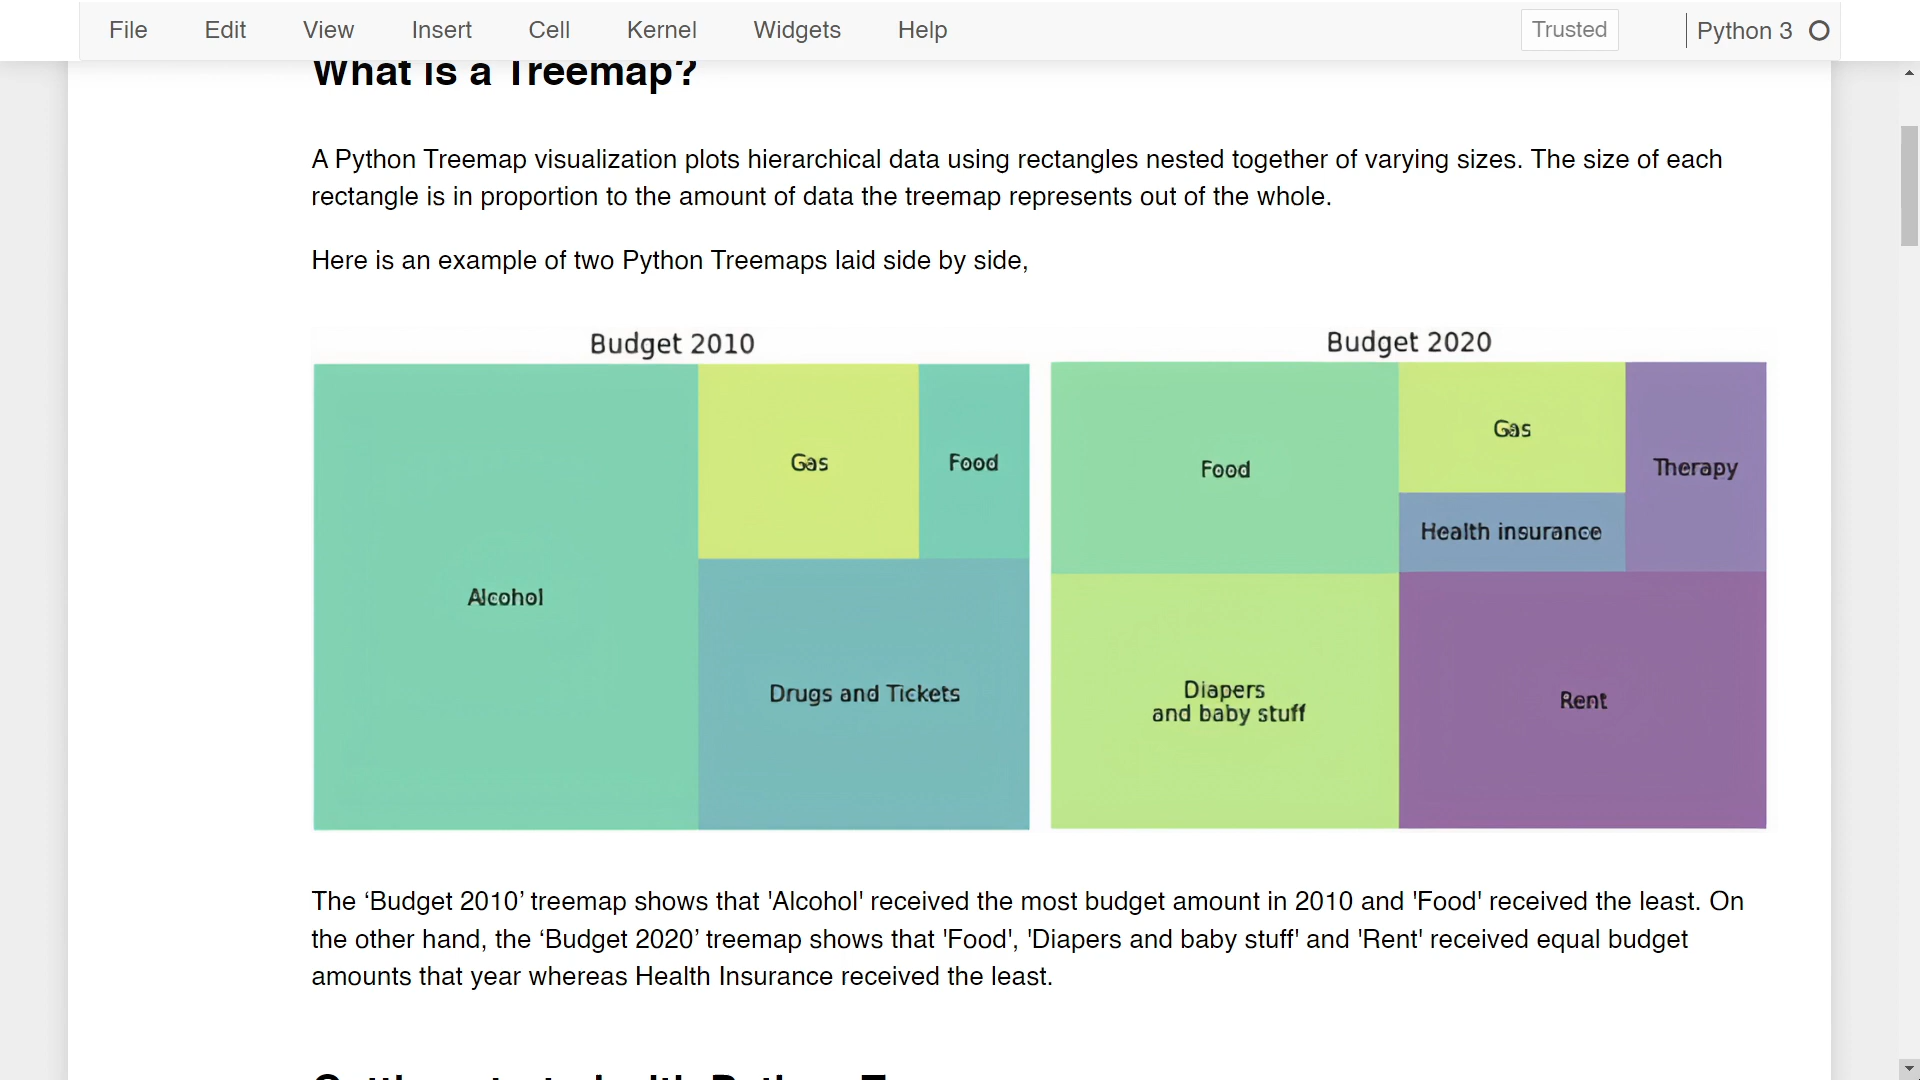 File Edit View Insert Cell Kernel Widgets Help Trusted Python 3
What is a Treemap?
A Python Treemap visualization plots hierarchical data using rectangles nested together of varying sizes. The size of each
rectangle is in proportion to the amount of data the treemap represents out of the whole.
Here is an example of two Python Treemaps laid side by side,
Budget 2010
Gas
Food
Alcohol
Drugs and Tickets
Budget 2020
Food
Gas
Therapy
Health insurance
Diapers
and baby stuff
Rent
The ‘Budget 2010’ treemap shows that 'Alcohol' received the most budget amount in 2010 and 'Food' received the least. On
the other hand, the ‘Budget 2020’ treemap shows that 'Food', 'Diapers and baby stuff' and 'Rent' received equal budget
amounts that year whereas Health Insurance received the least.